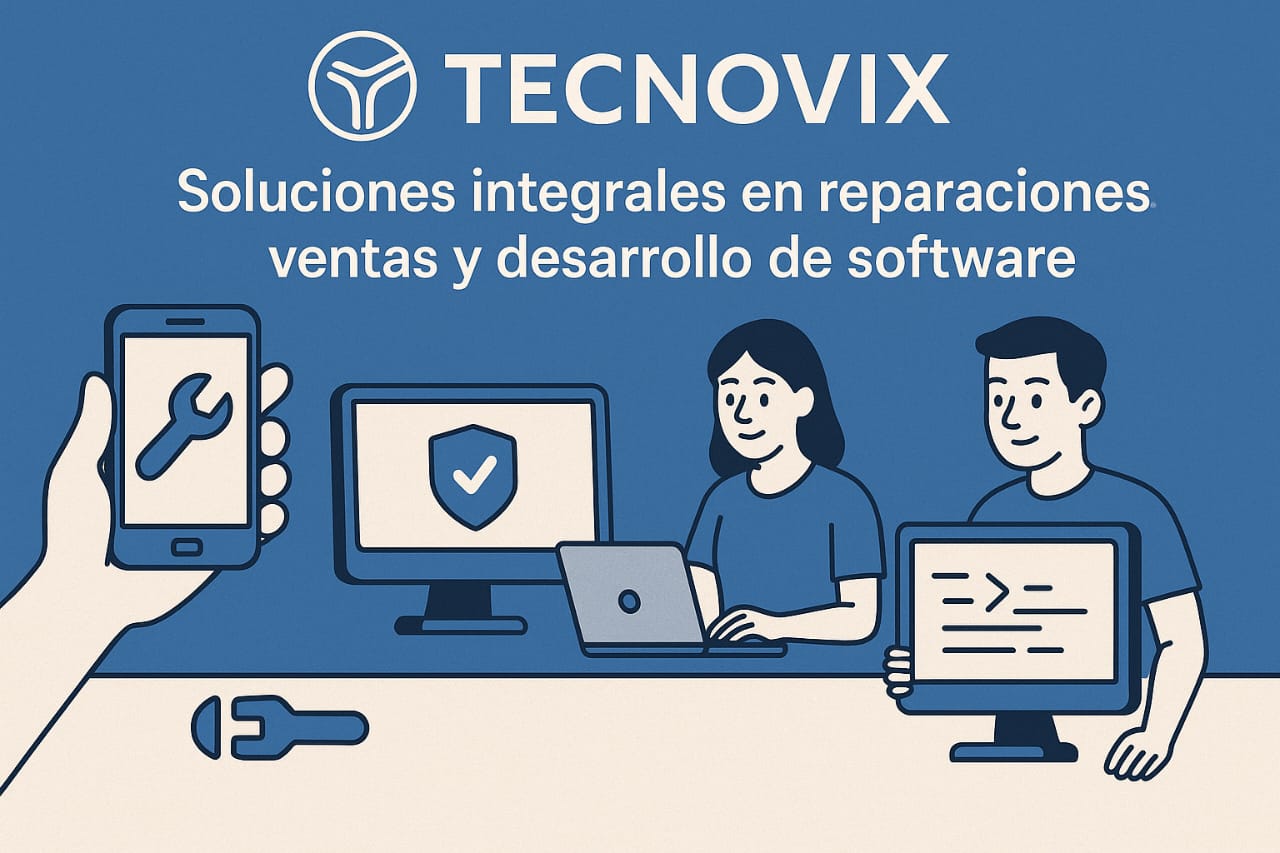 TECNOVIX
Soluciones integrales en reparaciones
ventas y desarrollo de software